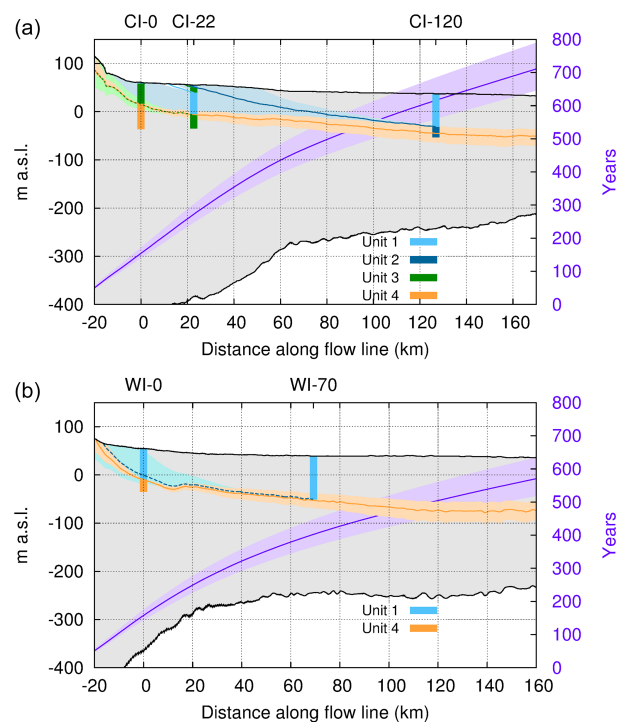 (a)
CI-0 CI-22 CI-120
100
0
-100
-200
-300
-400
m a.s.l.
800
700
600
500
400
300
200
100
0
Years
Unit 1
Unit 2
Unit 3
Unit 4
-20 0 20 40 60 80 100 120 140 160
Distance along flow line (km)
(b)
WI-0 WI-70
100
0
-100
-200
-300
-400
m a.s.l.
800
700
600
500
400
300
200
100
0
Years
Unit 1
Unit 4
-20 0 20 40 60 80 100 120 140 160
Distance along flow line (km)